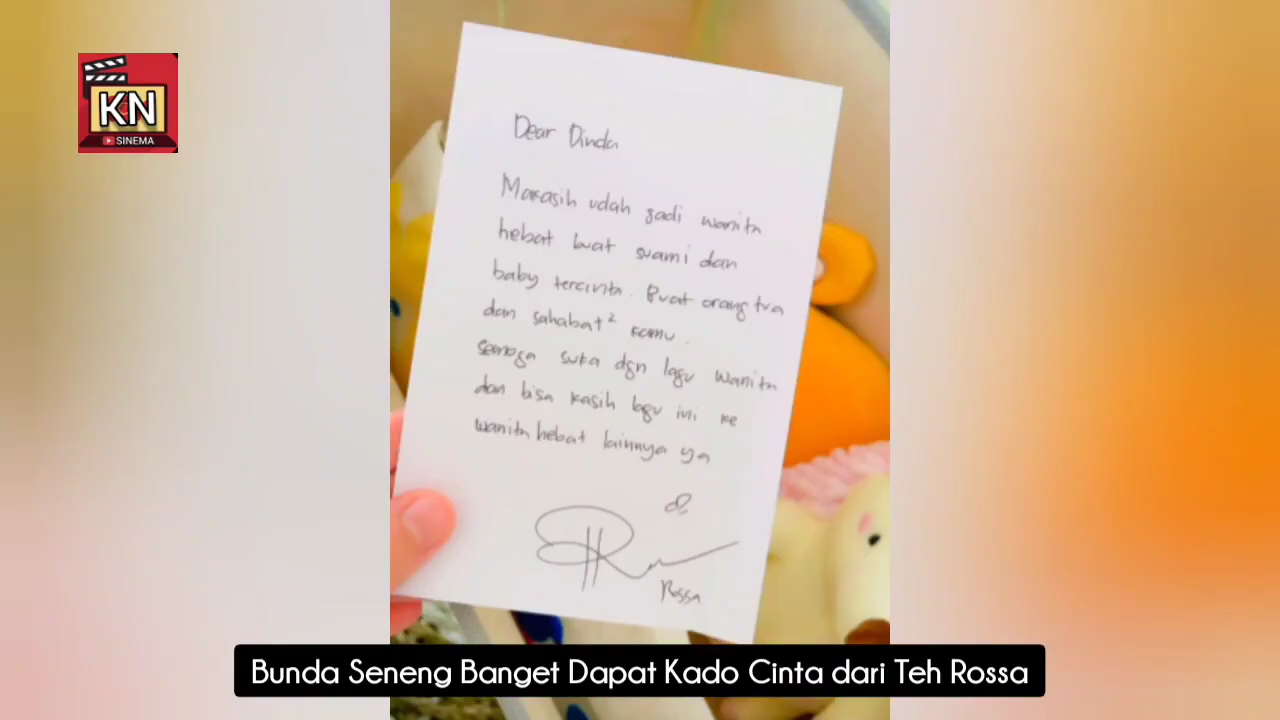 KN
SINEMA
Dear Dinda
Makasih udah jadi wanita
hebat buat suami dan
baby tercinta. Buat orang tua
dan sahabat² kamu.
semoga suka dgn lagu wanita
dan bisa kasih lagu ini ke
wanita hebat lainnya ya
Rossa
Bunda Seneng Banget Dapat Kado Cinta dari Teh Rossa